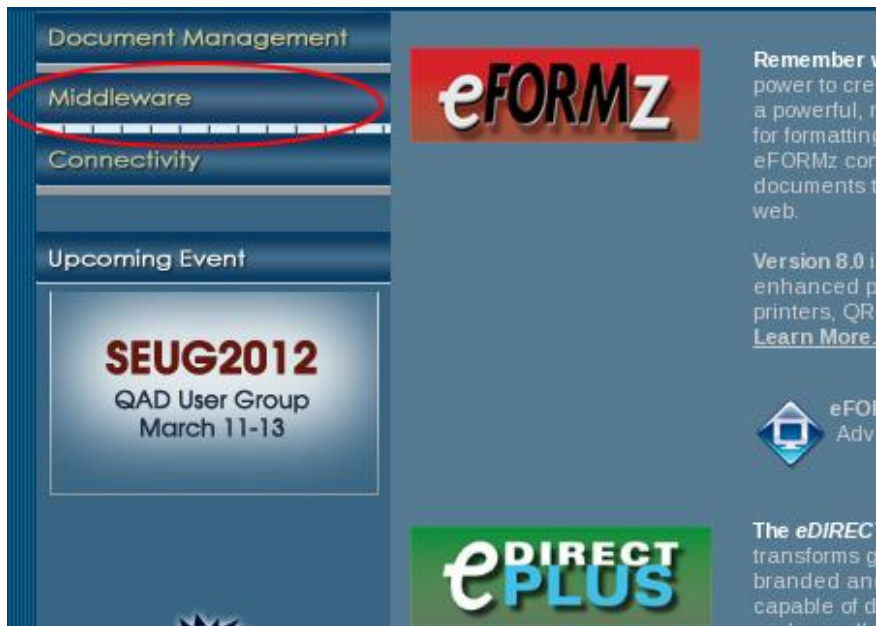 Document Management
Middleware
Connectivity
Upcoming Event
SEUG2012
QAD User Group
March 11-13
eFORMz
Remember
power to cre
a powerful,
for formatting
eFORMz con
documents t
web.
Version 8.0 i
enhanced p
printers, QR
Learn More.
eFOR
Adv
eDIRECT
PLUS
The eDIRECT
transforms g
branded and
capable of d